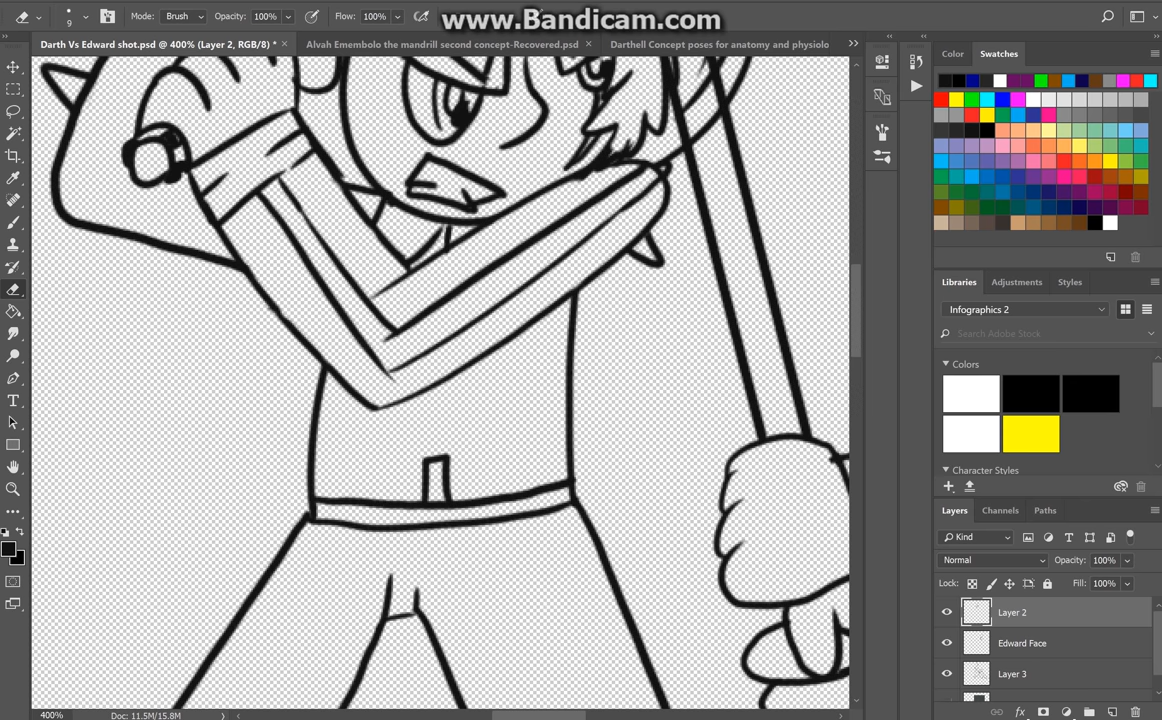 www.Bandicam.com
9 Mode: Brush Opacity: 100% Flow: 100%
Darth Vs Edward shot.psd @ 400% (Layer 2, RGB/8) * × Alvah Emembolo the mandrill second concept-Recovered.psd × Darthell Concept poses for anatomy and physiolo
Color Swatches
Libraries Adjustments Styles
Infographics 2
Search Adobe Stock
Colors
Character Styles
Layers Channels Paths
Kind
Normal Opacity: 100%
Lock: Fill: 100%
Layer 2
Edward Face
Layer 3
400% Doc: 11.5M/15.8M